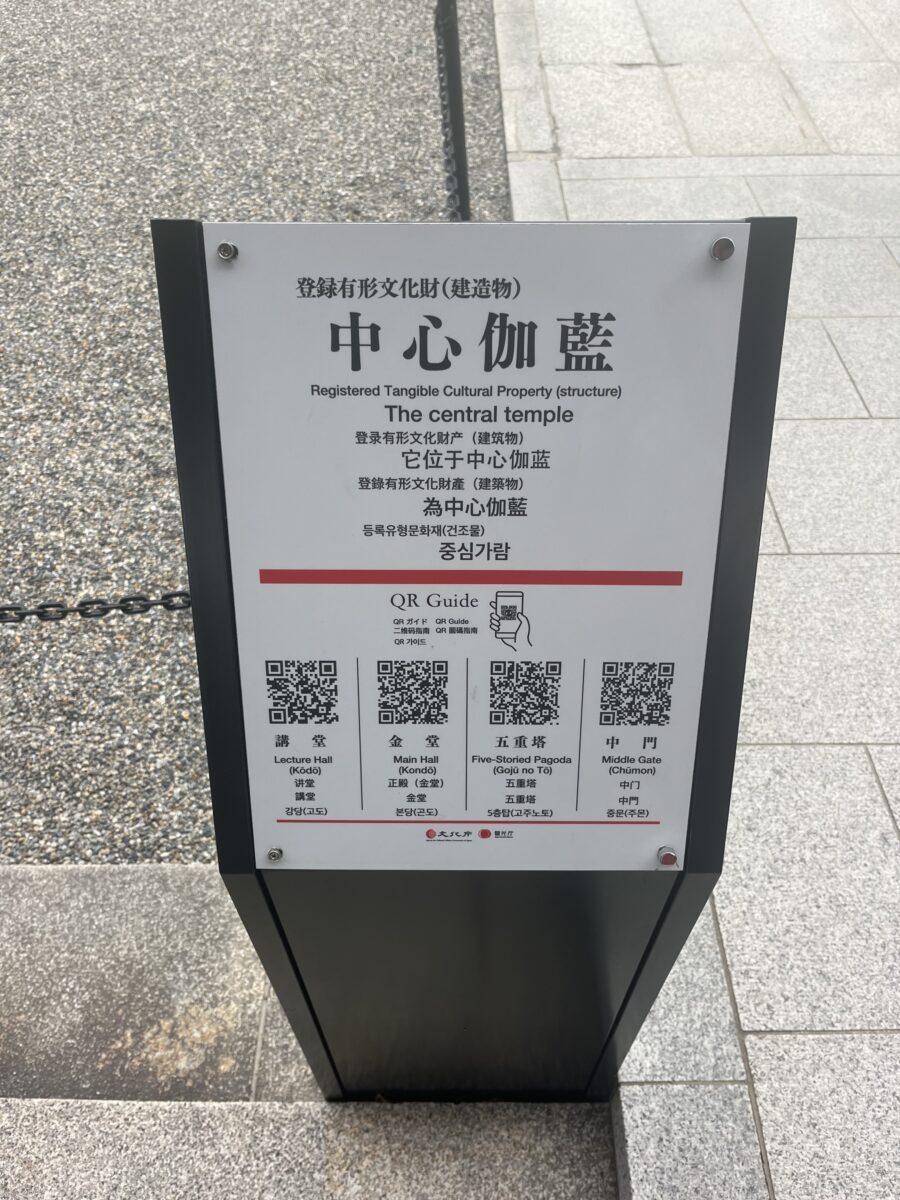 登録有形文化財(建造物)
中心伽藍
Registered Tangible Cultural Property (structure)
The central temple
登录有形文化财产（建筑物）
它位于中心伽蓝
登錄有形文化財產（建築物）
為中心伽藍
등록유형문화재(건조물)
중심가람
QR Guide
QR ガイド QR Guide
二维码指南 QR 圖碼指南
QR 가이드
講堂
Lecture Hall
(Kōdō)
讲堂
講堂
강당(고도)
金堂
Main Hall
(Kondō)
正殿（金堂）
金堂
본당(곤도)
五重塔
Five-Storied Pagoda
(Gojū no Tō)
五重塔
五重塔
5층탑(고주노토)
中門
Middle Gate
(Chūmon)
中门
中門
중문(주몬)
文化庁 観光庁